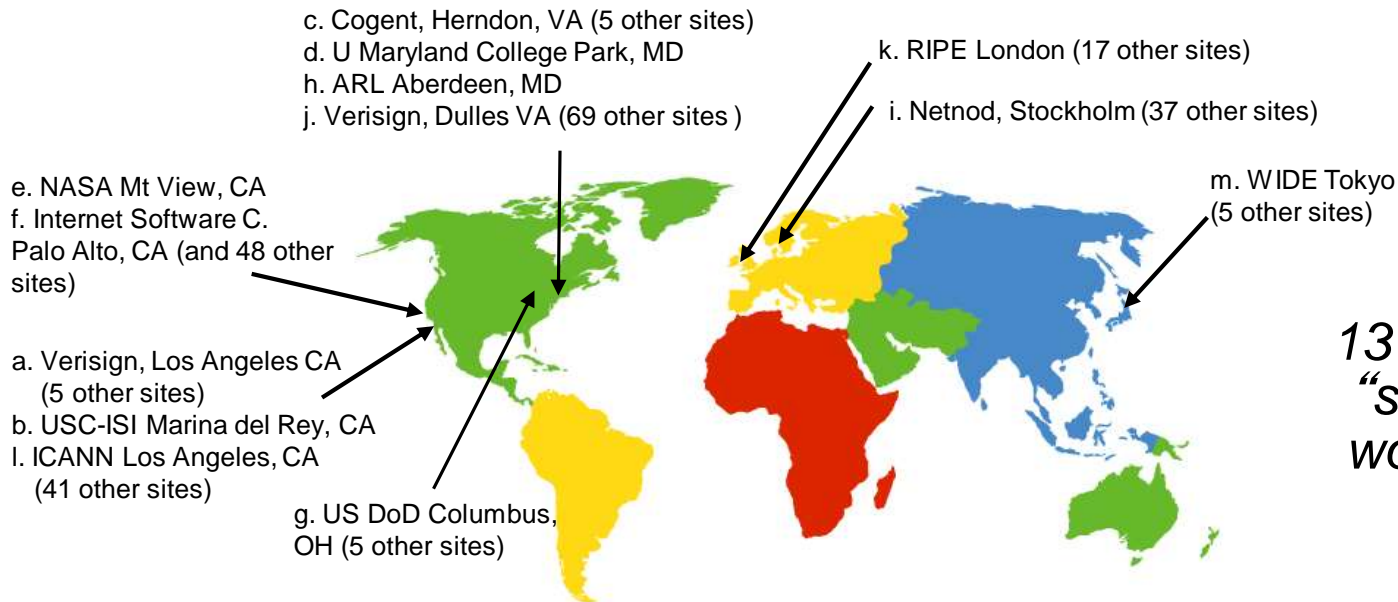 c. Cogent, Herndon, VA (5 other sites)
d. U Maryland College Park, MD
h. ARL Aberdeen, MD
j. Verisign, Dulles VA (69 other sites )
k. RIPE London (17 other sites)
i. Netnod, Stockholm (37 other sites)
m. WIDE Tokyo
(5 other sites)
e. NASA Mt View, CA
f. Internet Software C.
Palo Alto, CA (and 48 other
sites)
a. Verisign, Los Angeles CA
(5 other sites)
b. USC-ISI Marina del Rey, CA
l. ICANN Los Angeles, CA
(41 other sites)
g. US DoD Columbus,
OH (5 other sites)
13